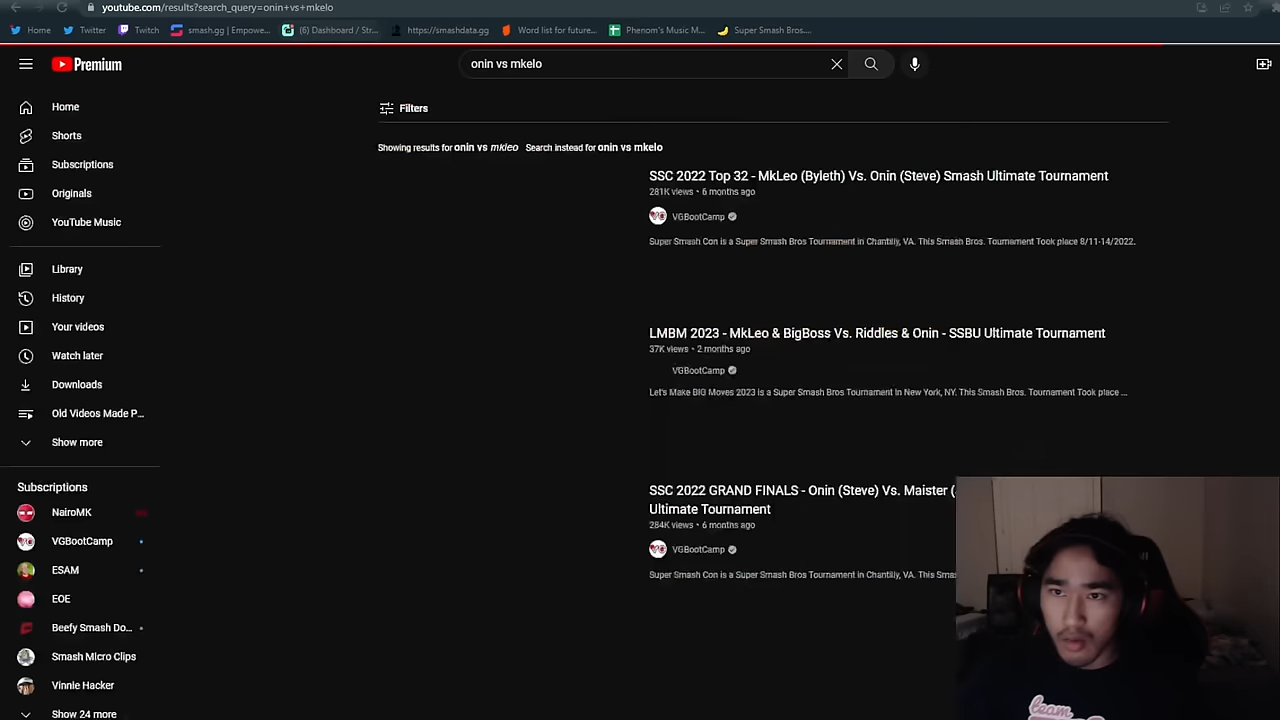 youtube.com/results?search_query=onin+vs+mkelo
Home
Twitter
Twitch
smash.gg | Empowe...
(6) Dashboard / Str...
https://smashdata.gg
Word list for future...
Phenom's Music M...
Super Smash Bros....
Premium
onin vs mkelo
Filters
Home
Shorts
Subscriptions
Originals
YouTube Music
Library
History
Your videos
Watch later
Downloads
Old Videos Made P...
Show more
Subscriptions
NairoMK
VGBootCamp
ESAM
EOE
Beefy Smash Do...
Smash Micro Clips
Vinnie Hacker
Show 24 more
Showing results for onin vs mkleo Search instead for onin vs mkelo
SSC 2022 Top 32 - MkLeo (Byleth) Vs. Onin (Steve) Smash Ultimate Tournament
281K views • 6 months ago
VGBootCamp
Super Smash Con is a Super Smash Bros Tournament in Chantilly, VA. This Smash Bros. Tournament Took place 8/11-14/2022.
LMBM 2023 - MkLeo & BigBoss Vs. Riddles & Onin - SSBU Ultimate Tournament
37K views • 2 months ago
VGBootCamp
Let's Make BIG Moves 2023 is a Super Smash Bros Tournament in New York, NY. This Smash Bros. Tournament Took place ...
SSC 2022 GRAND FINALS - Onin (Steve) Vs. Maister (
Ultimate Tournament
284K views • 6 months ago
VGBootCamp
Super Smash Con is a Super Smash Bros Tournament in Chantilly, VA. This Smas
team